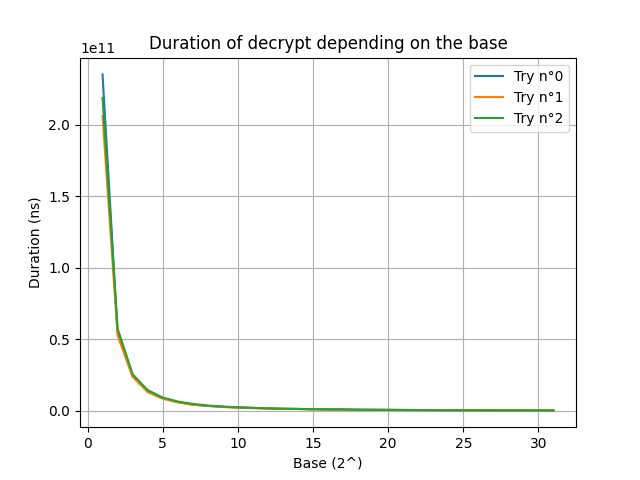 Duration of decrypt depending on the base
1e11
Try n°0
Try n°1
Try n°2
2.0
1.5
1.0
0.5
0.0
Duration (ns)
0 5 10 15 20 25 30
Base (2^)